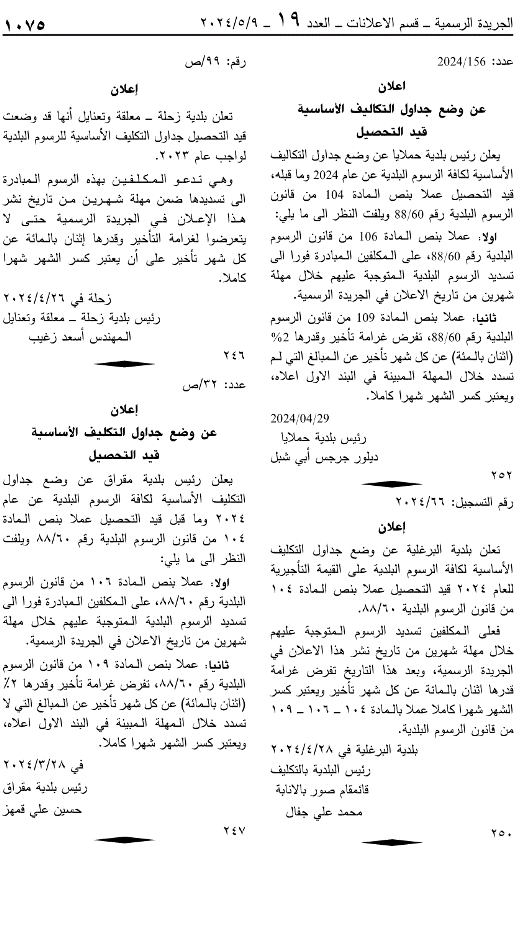 الجريدة الرسمية ــ قسم الاعلانات ــ العدد ١٩ ــ ٢٠٢٤/٥/٩
١٠٧٥
عدد: 2024/156
اعلان
عن وضع جداول التكاليف الأساسية
قيد التحصيل
يعلن رئيس بلدية حملايا عن وضع جداول التكاليف
الأساسية لكافة الرسوم البلدية عن عام 2024 وما قبله،
قيد التحصيل عملا بنص المادة 104 من قانون
الرسوم البلدية رقم 88/60 ويلفت النظر الى ما يلي:
اولا: عملا بنص المادة 106 من قانون الرسوم
البلدية رقم 88/60، على المكلفين المبادرة فورا الى
تسديد الرسوم البلدية المتوجبة عليهم خلال مهلة
شهرين من تاريخ الاعلان في الجريدة الرسمية.
ثانيا: عملا بنص المادة 109 من قانون الرسوم
البلدية رقم 88/60، نفرض غرامة تأخير وقدرها 2%
(اثنان بالمئة) عن كل شهر تأخير عن المبالغ التي لم
تسدد خلال المهلة المبينة في البند الاول اعلاه،
ويعتبر كسر الشهر شهرا كاملا.
2024/04/29
رئيس بلدية حملايا
ديلور جرجس أبي شبل
٢٥٢
رقم التسجيل: ٢٠٢٤/٦٦
إعلان
تعلن بلدية البرغلية عن وضع جداول التكليف
الأساسية لكافة الرسوم البلدية على القيمة التأجيرية
للعام ٢٠٢٤ قيد التحصيل عملا بنص المادة ١٠٤
من قانون الرسوم البلدية ٨٨/٦٠.
فعلى المكلفين تسديد الرسوم المتوجبة عليهم
خلال مهلة شهرين من تاريخ نشر هذا الاعلان في
الجريدة الرسمية، وبعد هذا التاريخ تفرض غرامة
قدرها اثنان بالمائة عن كل شهر تأخير ويعتبر كسر
الشهر شهرا كاملا عملا بالمادة ١٠٤ ــ ١٠٦ ــ ١٠٩
من قانون الرسوم البلدية.
بلدية البرغلية في ٢٠٢٤/٤/٢٨
رئيس البلدية بالتكليف
قائمقام صور بالانابة
محمد علي جفال
٢٥٠
رقم: ٩٩/ص
إعلان
تعلن بلدية زحلة ــ معلقة وتعنايل أنها قد وضعت
قيد التحصيل جداول التكليف الأساسية للرسوم البلدية
لواجب عام ٢٠٢٣.
وهي تدعو المكلفين بهذه الرسوم المبادرة
الى تسديدها ضمن مهلة شهرين من تاريخ نشر
هذا الإعلان في الجريدة الرسمية حتى لا
يتعرضوا لغرامة التأخير وقدرها إثنان بالمائة عن
كل شهر تأخير على أن يعتبر كسر الشهر شهرا
كاملا.
زحلة في ٢٠٢٤/٤/٢٦
رئيس بلدية زحلة ــ معلقة وتعنايل
المهندس أسعد زغيب
٢٤٦
عدد: ٣٢/ص
إعلان
عن وضع جداول التكليف الأساسية
قيد التحصيل
يعلن رئيس بلدية مقراق عن وضع جداول
التكليف الأساسية لكافة الرسوم البلدية عن عام
٢٠٢٤ وما قبل قيد التحصيل عملا بنص المادة
١٠٤ من قانون الرسوم البلدية ٨٨/٦٠ ويلفت
النظر الى ما يلي:
اولا: عملا بنص المادة ١٠٦ من قانون الرسوم
البلدية رقم ٨٨/٦٠، على المكلفين المبادرة فورا الى
تسديد الرسوم البلدية المتوجبة عليهم خلال مهلة
شهرين من تاريخ الاعلان في الجريدة الرسمية.
ثانيا: عملا بنص المادة ١٠٩ من قانون الرسوم
البلدية رقم ٨٨/٦٠، نفرض غرامة تأخير وقدرها ٢٪
(اثنان بالمائة) عن كل شهر تأخير عن المبالغ التي لا
تسدد خلال المهلة المبينة في البند الاول اعلاه،
ويعتبر كسر الشهر شهرا كاملا.
في ٢٠٢٤/٣/٢٨
رئيس بلدية مقراق
حسين علي قمهز
٢٤٧